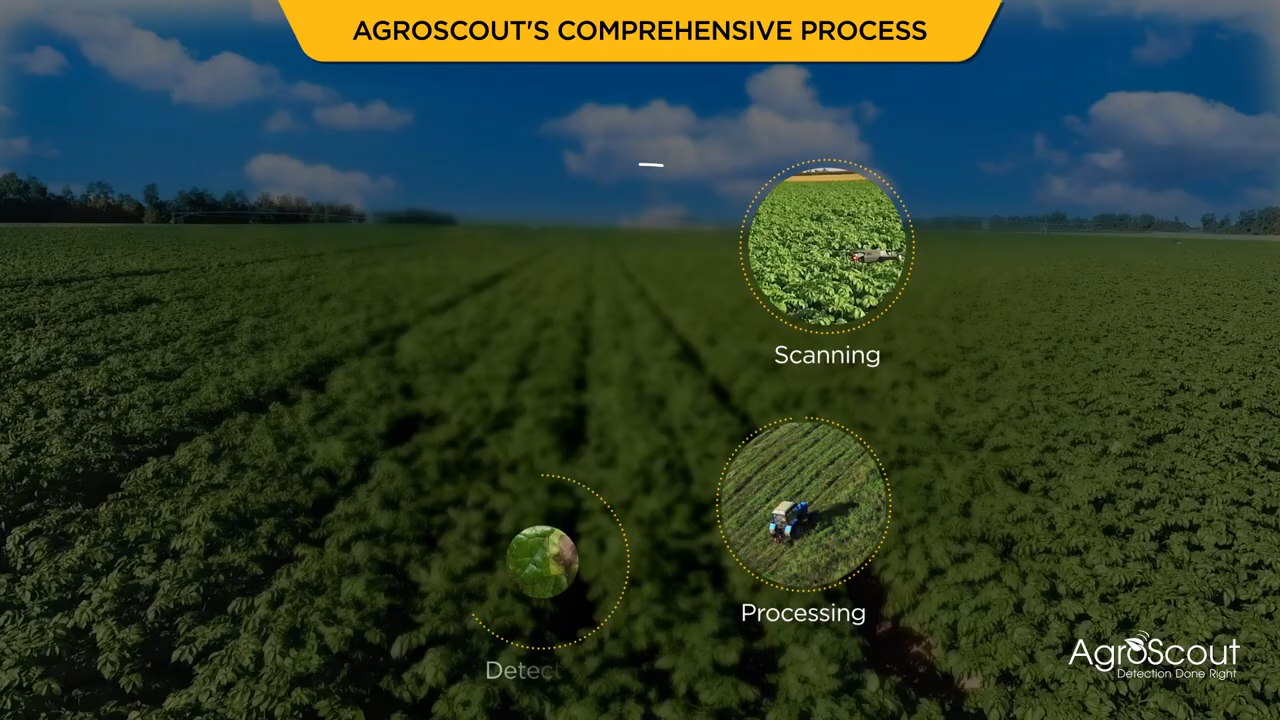 AGROSCOUT'S COMPREHENSIVE PROCESS
Scanning
Processing
Detect
AgroScout
Detection Done Right